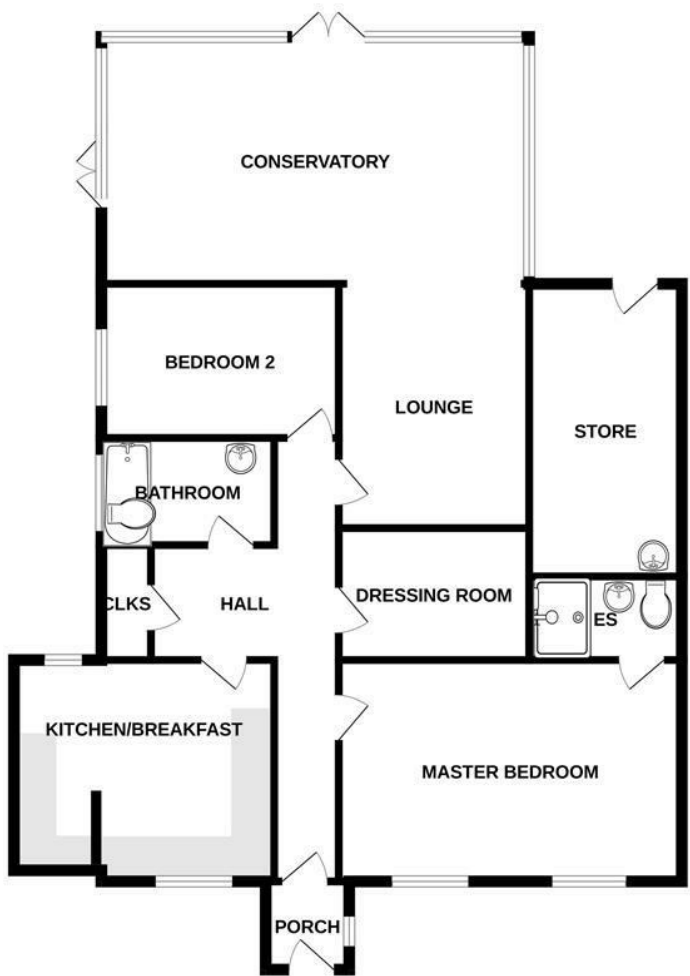 CONSERVATORY
BEDROOM 2
LOUNGE
STORE
BATHROOM
CLKS
HALL
DRESSING ROOM
ES
KITCHEN/BREAKFAST
MASTER BEDROOM
PORCH